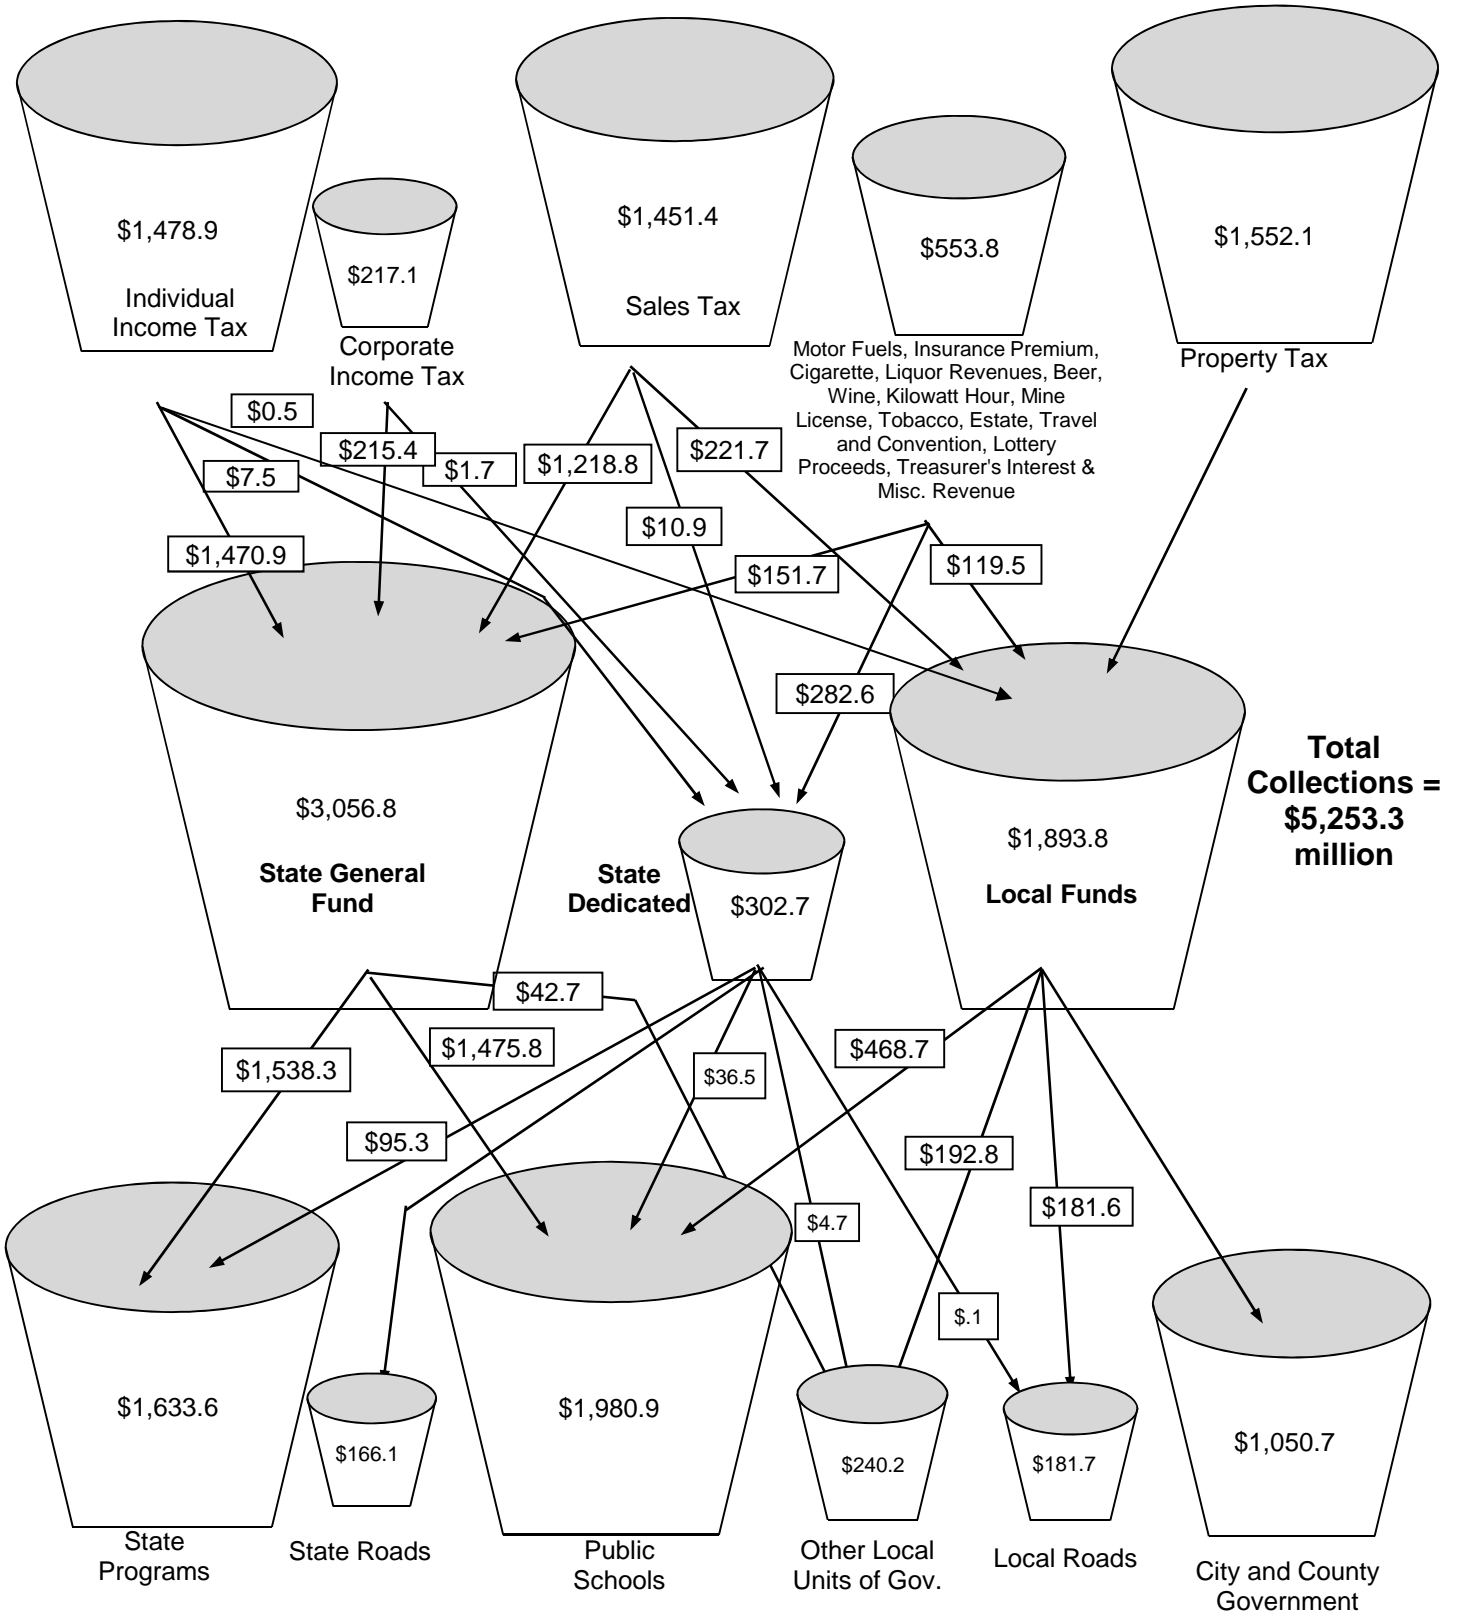 $1,478.9
Individual
Income Tax
$217.1
Corporate
Income Tax
$1,451.4
Sales Tax
$553.8
Motor Fuels, Insurance Premium,
Cigarette, Liquor Revenues, Beer,
Wine, Kilowatt Hour, Mine
License, Tobacco, Estate, Travel
and Convention, Lottery
Proceeds, Treasurer's Interest &
Misc. Revenue
$1,552.1
Property Tax
$0.5
$215.4
$7.5
$1.7
$1,218.8
$221.7
$10.9
$1,470.9
$151.7
$119.5
$282.6
$3,056.8
State General
Fund
State
Dedicated
$302.7
$1,893.8
Local Funds
Total
Collections =
$5,253.3
million
$42.7
$1,475.8
$1,538.3
$36.5
$468.7
$95.3
$192.8
$4.7
$181.6
$.1
$1,633.6
State
Programs
$166.1
State Roads
$1,980.9
Public
Schools
$240.2
Other Local
Units of Gov.
$181.7
Local Roads
$1,050.7
City and County
Government